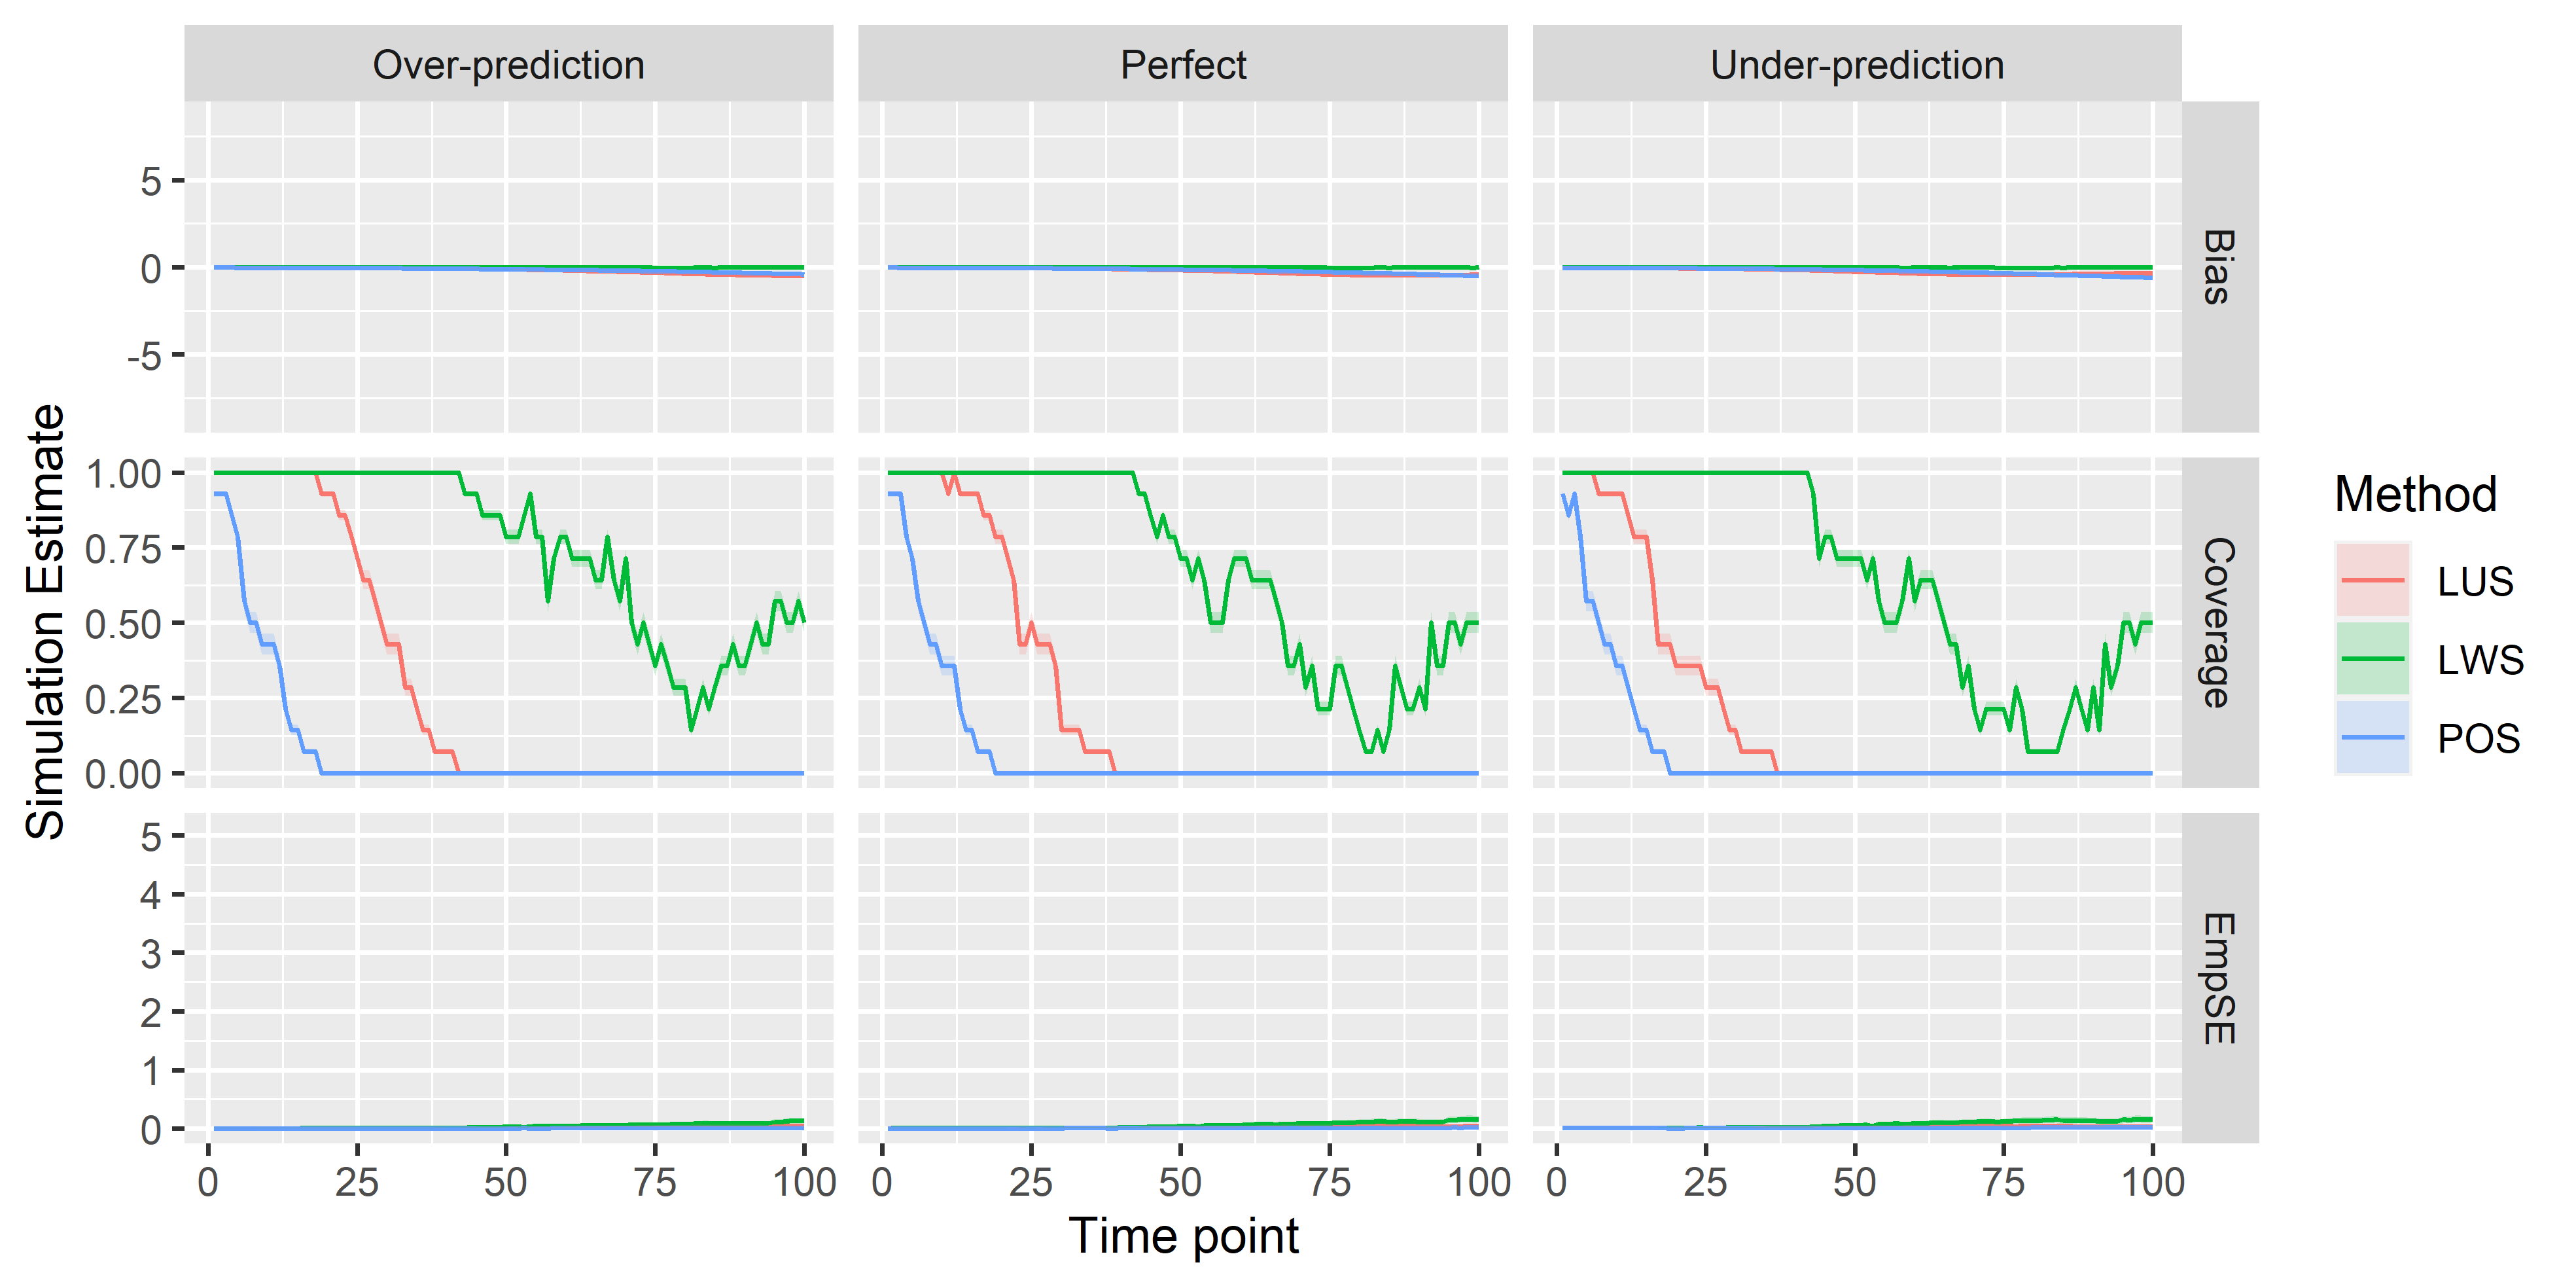 Over-prediction
Perfect
Under-prediction
5
0
-5
Bias
Simulation Estimate
1.00
0.75
0.50
0.25
0.00
Coverage
5
4
3
2
1
0
EmpSE
0 25 50 75 100
0 25 50 75 100
0 25 50 75 100
Time point
Method
LUS
LWS
POS